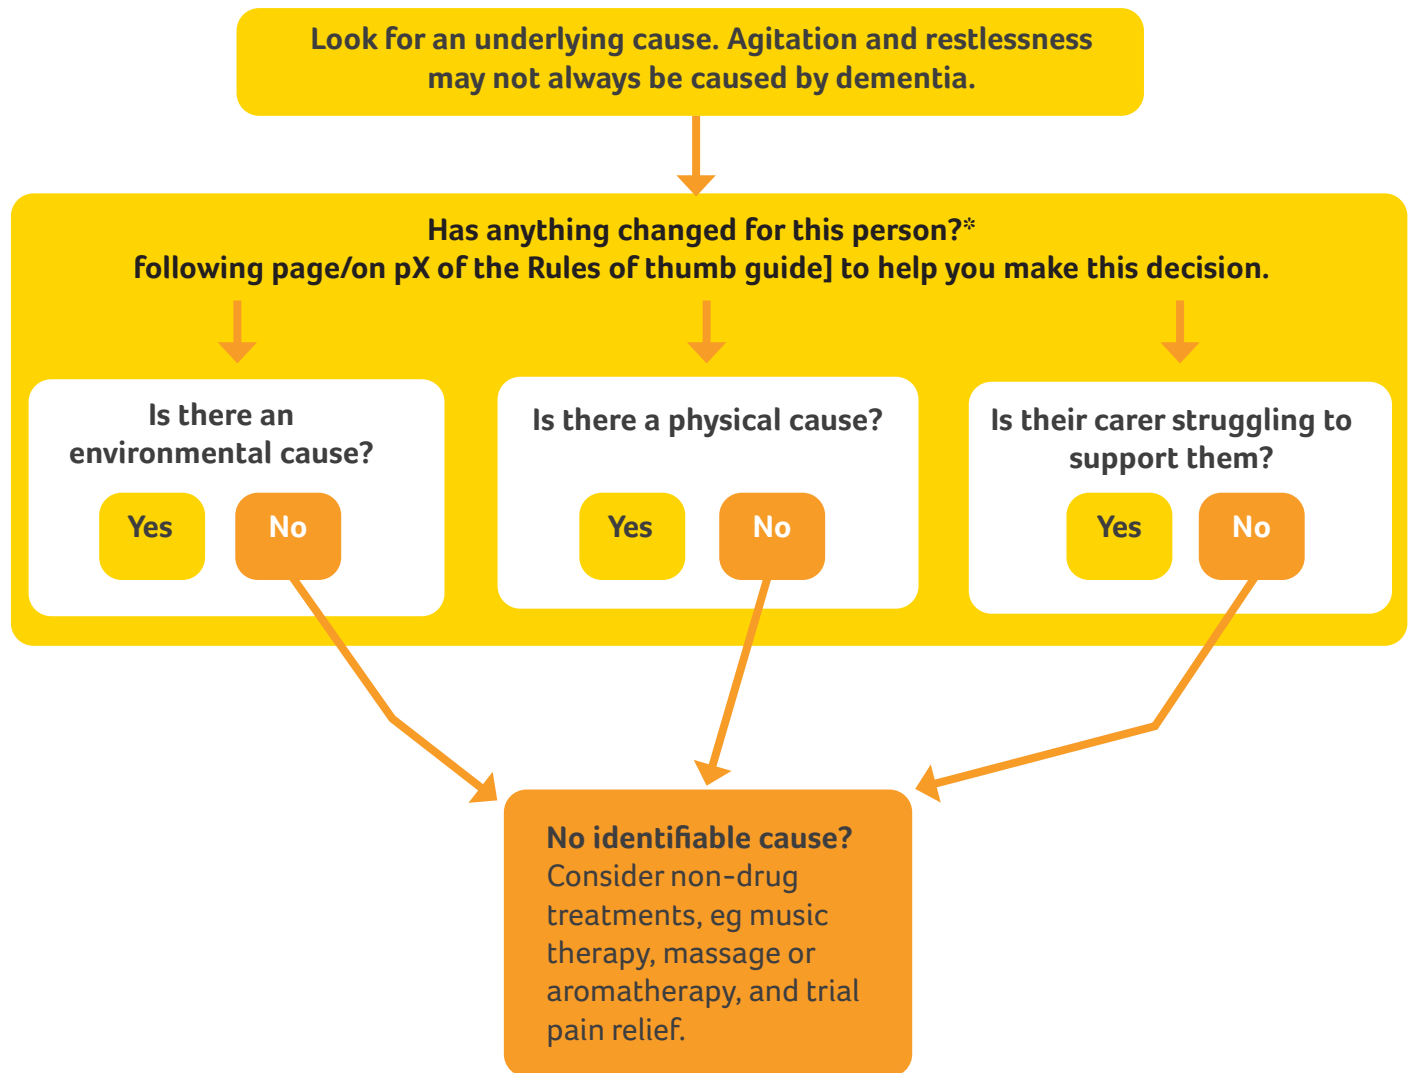 Look for an underlying cause. Agitation and restlessness
may not always be caused by dementia.
Has anything changed for this person?*
following page/on pX of the Rules of thumb guide] to help you make this decision.
Is there an
environmental cause?
Yes
No
Is there a physical cause?
Yes
No
Is their carer struggling to
support them?
Yes
No
No identifiable cause?
Consider non-drug
treatments, eg music
therapy, massage or
aromatherapy, and trial
pain relief.